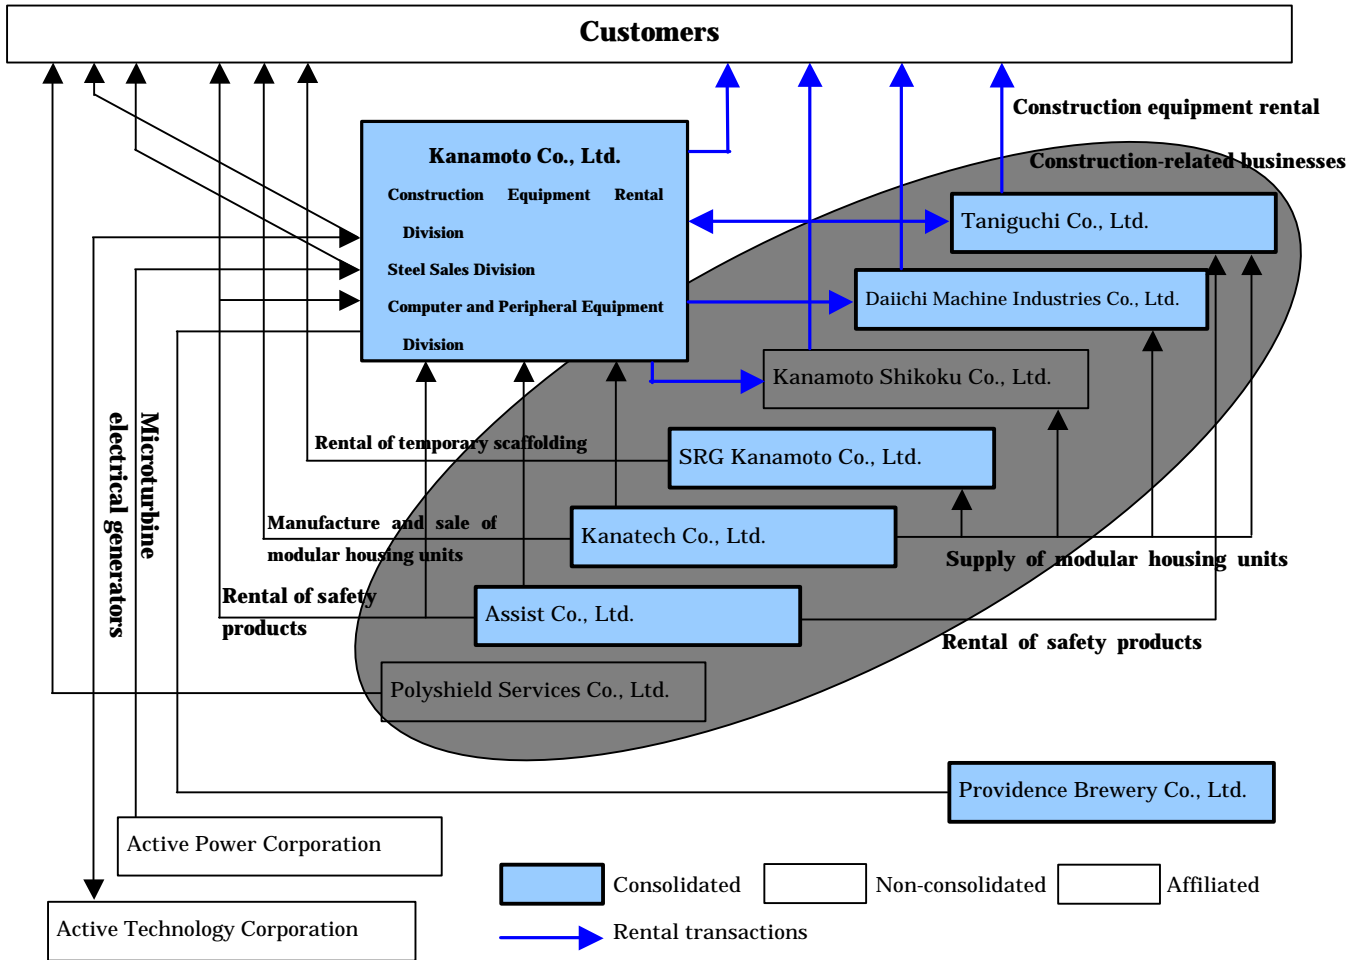 Customers
Construction equipment rental
Kanamoto Co., Ltd.
Construction Equipment Rental
Division
Steel Sales Division
Computer and Peripheral Equipment
Division
Construction-related businesses
Taniguchi Co., Ltd.
Daiichi Machine Industries Co., Ltd.
Kanamoto Shikoku Co., Ltd.
Microturbine
electrical generators
Rental of temporary scaffolding
SRG Kanamoto Co., Ltd.
Manufacture and sale of
modular housing units
Kanatech Co., Ltd.
Supply of modular housing units
Rental of safety
products
Assist Co., Ltd.
Rental of safety products
Polyshield Services Co., Ltd.
Providence Brewery Co., Ltd.
Active Power Corporation
Consolidated
Non-consolidated
Affiliated
Active Technology Corporation
Rental transactions